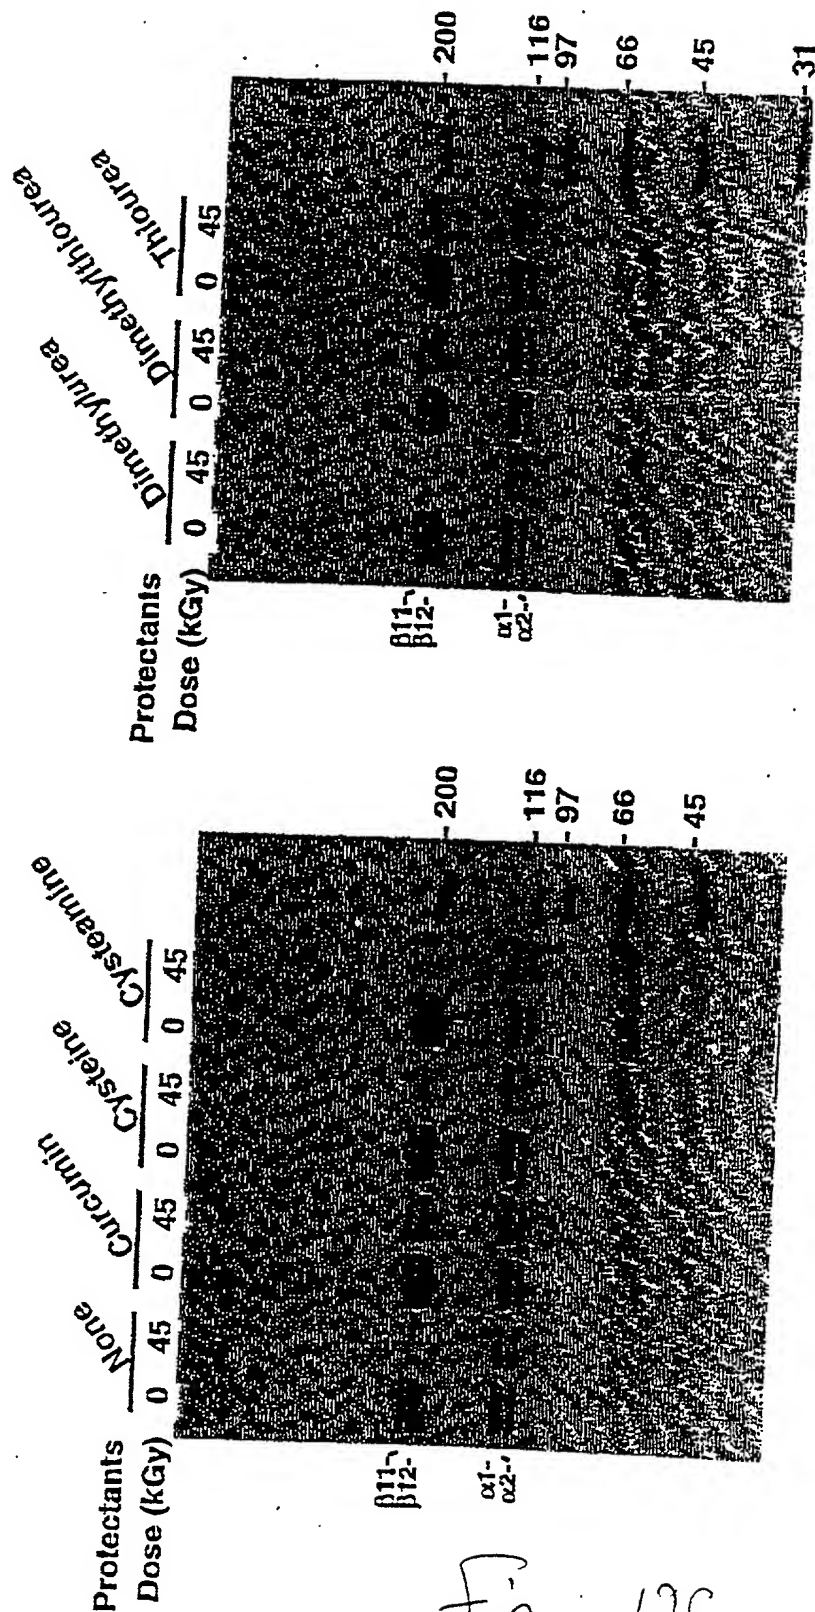 Protectants None Curcumin Cysteine Cysteamine
Dose (kGy) 0 45 0 45 0 45 0 45
β11-
β12-
α1-
α2-
- 200
- 116
- 97
- 66
- 45
Protectants Dimethylurea Dimethylthiourea Thiourea
Dose (kGy) 0 45 0 45 0 45
β11-
β12-
α1-
α2-
- 200
- 116
- 97
- 66
- 45
- 31